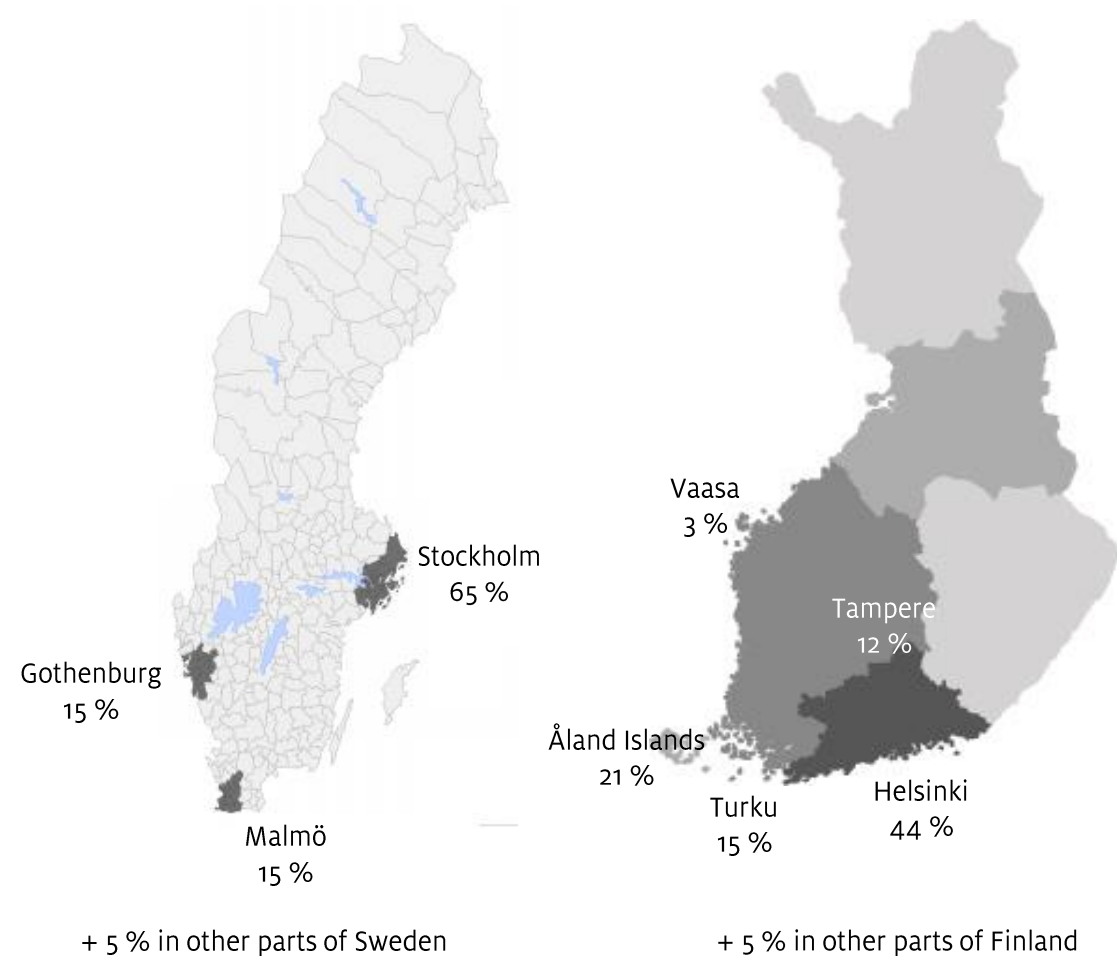 Stockholm
65 %
Gothenburg
15 %
Malmö
15 %
+ 5 % in other parts of Sweden
Vaasa
3 %
Tampere
12 %
Åland Islands
21 %
Turku
15 %
Helsinki
44 %
+ 5 % in other parts of Finland